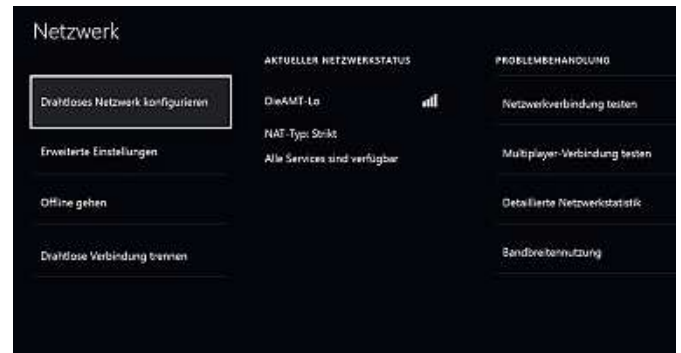 Netzwerk
AKTUELLER NETZWERKSTATUS
PROBLEMBEHANDLUNG
Drahtloses Netzwerk konfigurieren
DieAMT-Lo
Netzwerkverbindung testen
NAT-Typ: Strikt
Erweiterte Einstellungen
Alle Services sind verfügbar
Multiplayer-Verbindung testen
Offline gehen
Detaillierte Netzwerkstatistik
Drahtlose Verbindung trennen
Bandbreitennutzung